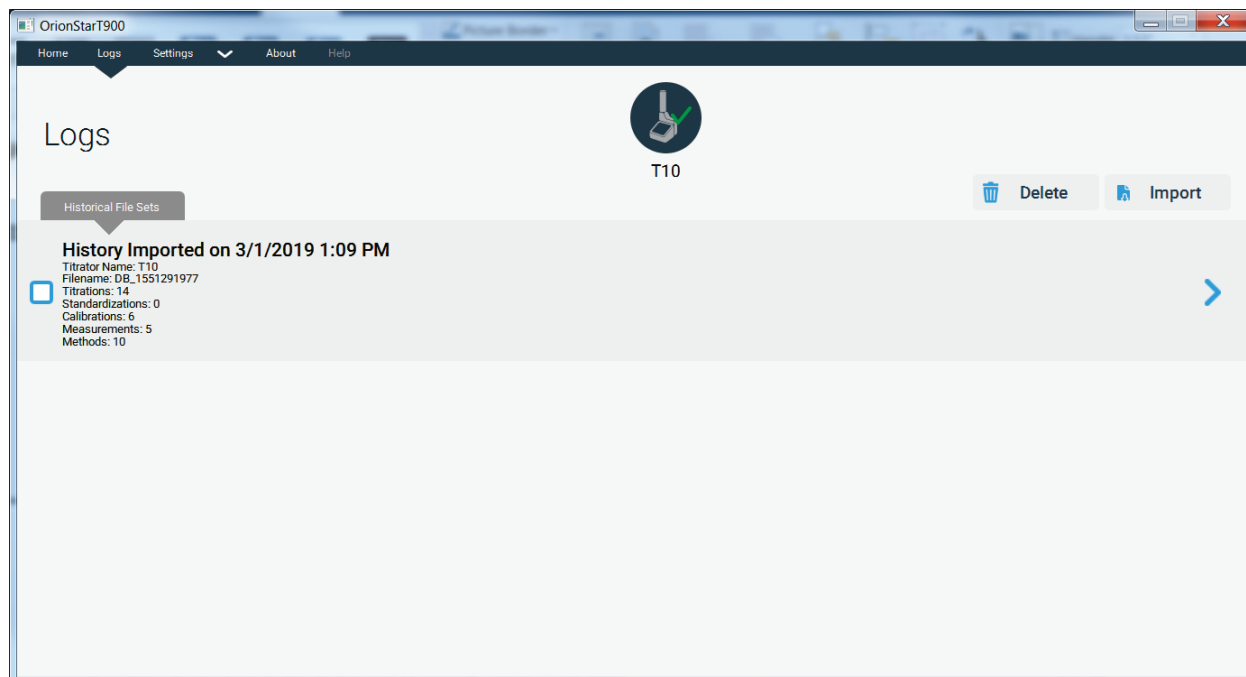 OrionStarT900
Home Logs Settings About Help
Logs
T10
Delete Import
Historical File Sets
History Imported on 3/1/2019 1:09 PM
Titrator Name: T10
Filename: DB_1551291977
Titrations: 14
Standardizations: 0
Calibrations: 6
Measurements: 5
Methods: 10